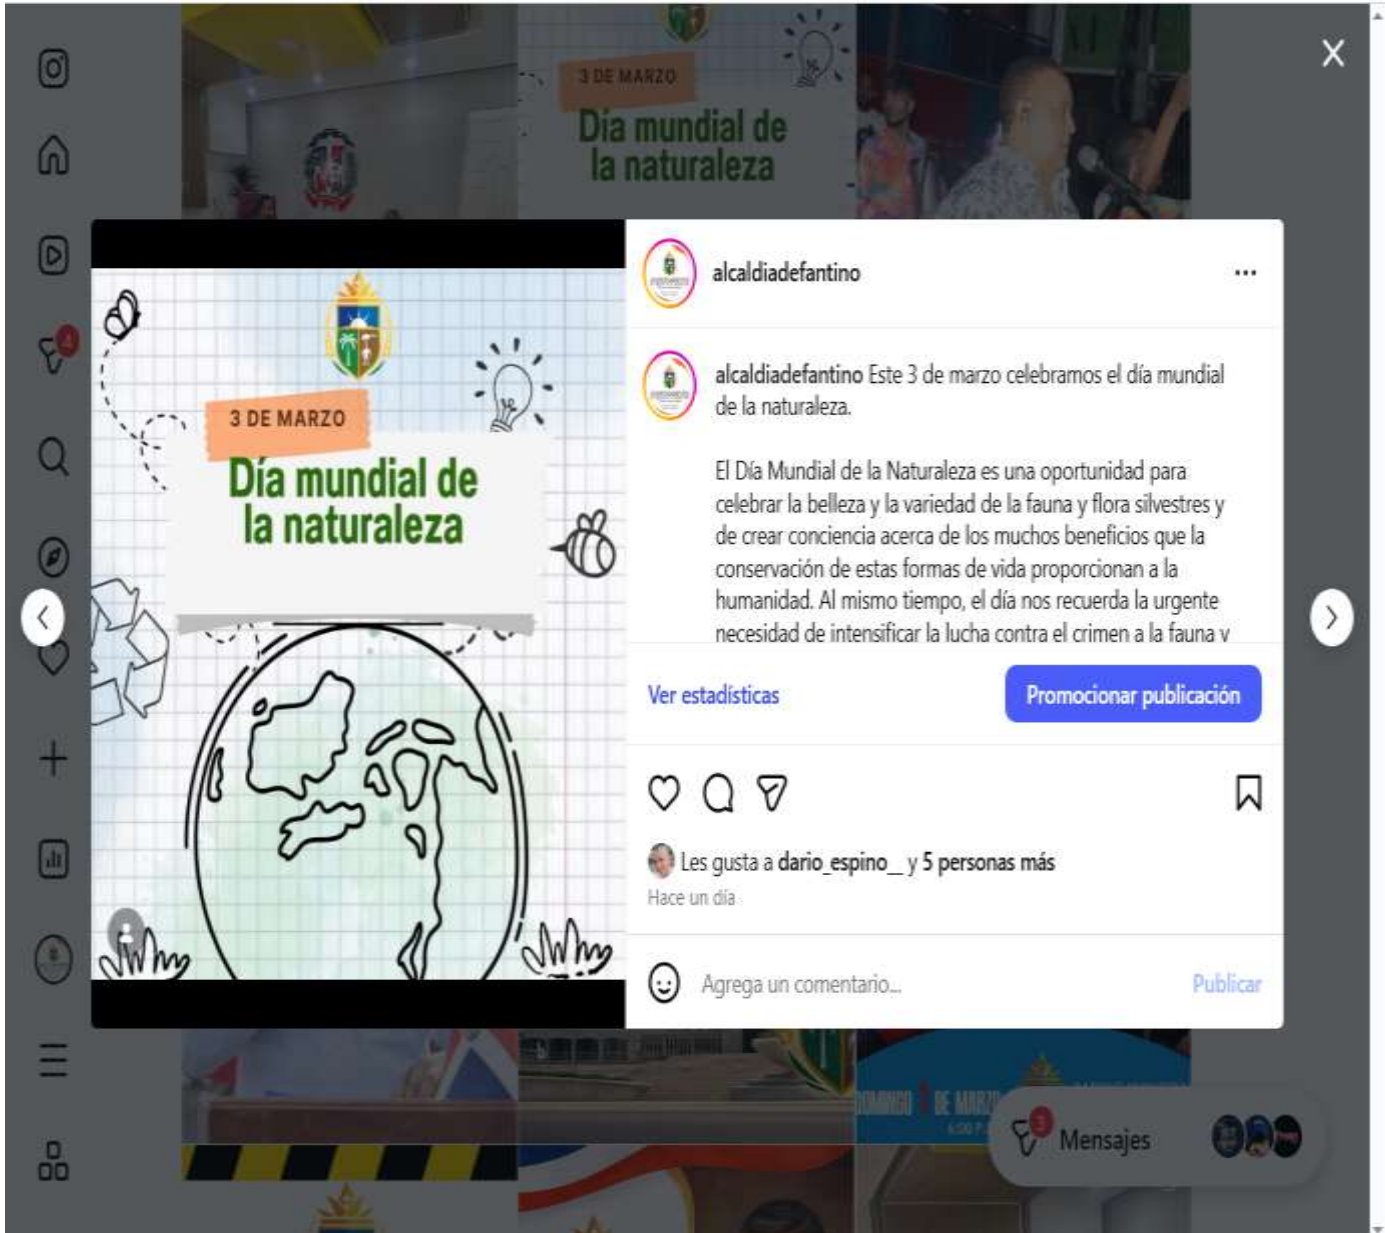 3 DE MARZO
Día mundial de
la naturaleza
4
3 DE MARZO
Día mundial de
la naturaleza
alcaldiadefantino
alcaldiadefantino Este 3 de marzo celebramos el día mundial
de la naturaleza.
El Día Mundial de la Naturaleza es una oportunidad para
celebrar la belleza y la variedad de la fauna y flora silvestres y
de crear conciencia acerca de los muchos beneficios que la
conservación de estas formas de vida proporcionan a la
humanidad. Al mismo tiempo, el día nos recuerda la urgente
necesidad de intensificar la lucha contra el crimen a la fauna y
Ver estadísticas
Promocionar publicación
Les gusta a dario_espino__ y 5 personas más
Hace un día
Agrega un comentario...
Publicar
DOMINGO DE MARZO
6:00 P.
3
Mensajes